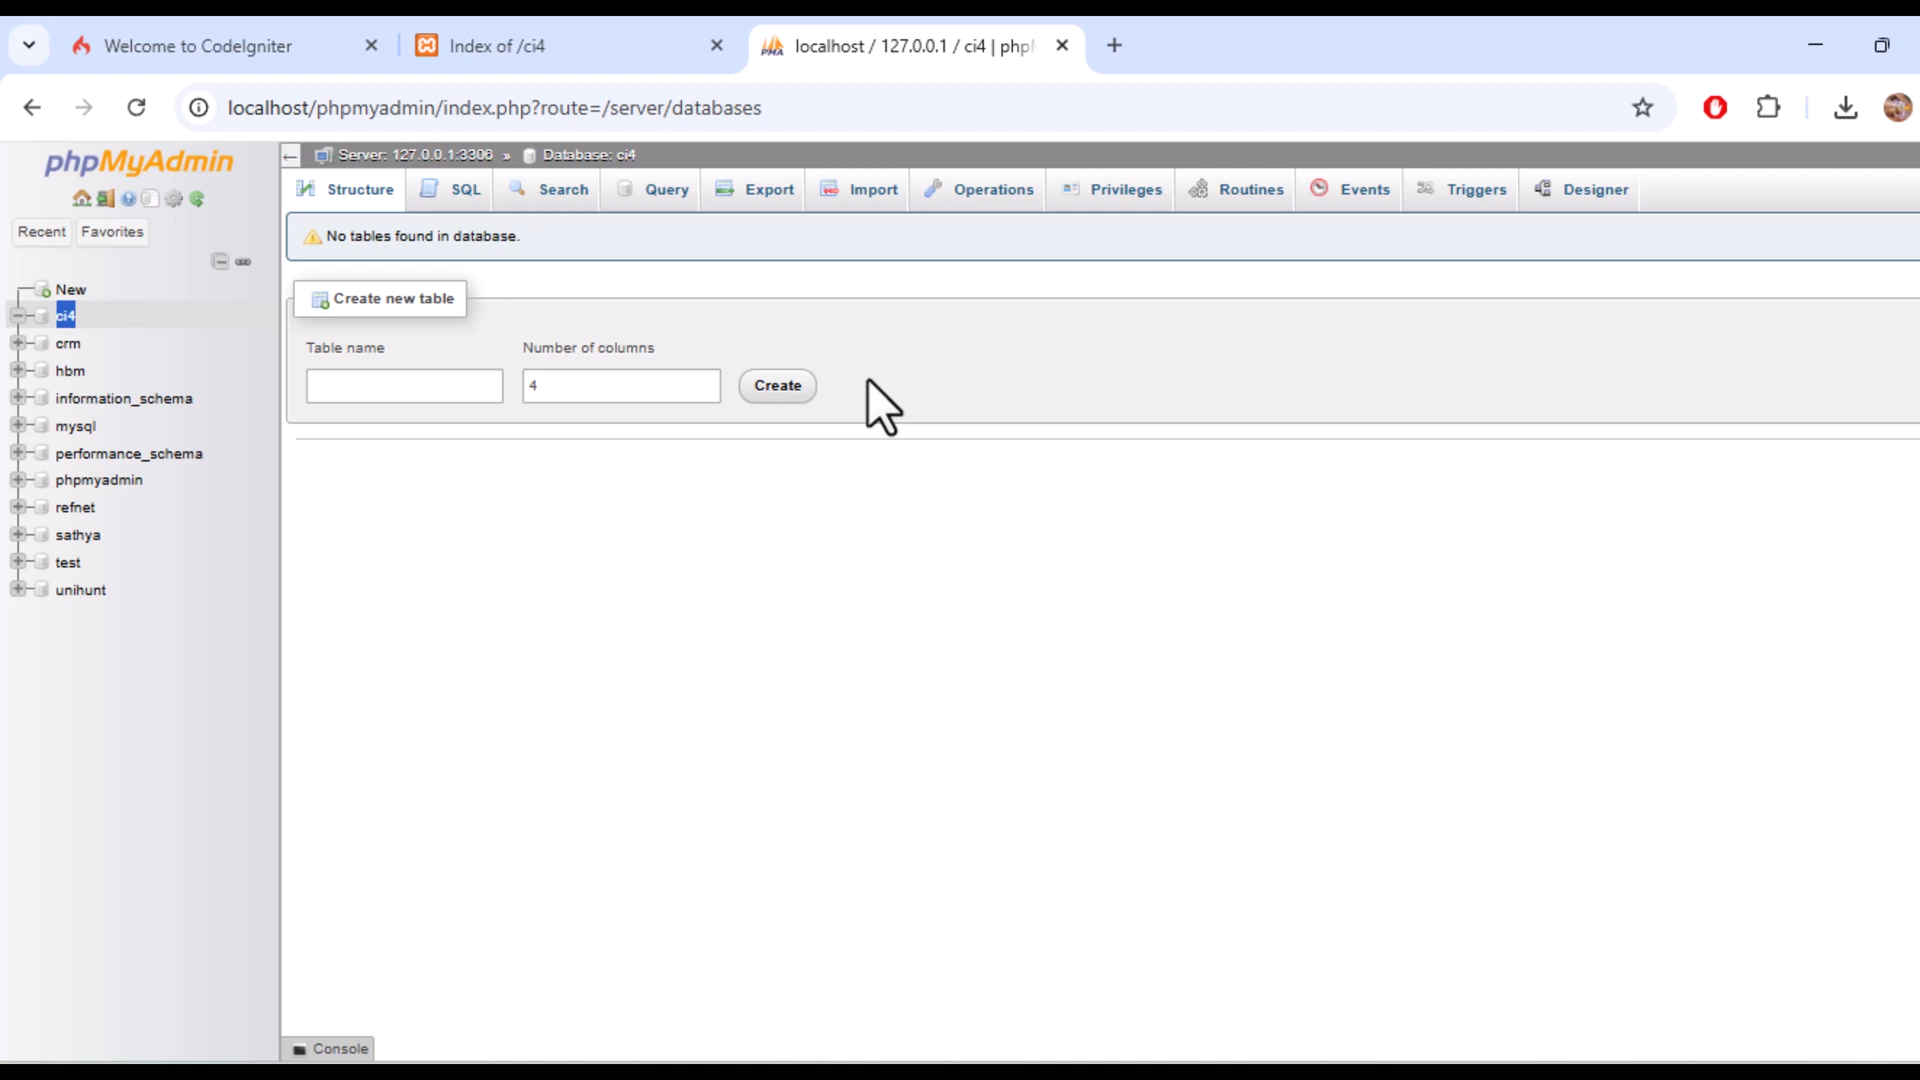 Welcome to CodeIgniter
Index of /ci4
localhost / 127.0.0.1 / ci4 | php
localhost/phpmyadmin/index.php?route=/server/databases
phpMyAdmin
Server: 127.0.0.1:3306 » Database: ci4
Structure
SQL
Search
Query
Export
Import
Operations
Privileges
Routines
Events
Triggers
Designer
Recent
Favorites
No tables found in database.
New
ci4
crm
hbm
information_schema
mysql
performance_schema
phpmyadmin
refnet
sathya
test
unihunt
Create new table
Table name
Number of columns
4
Create
Console